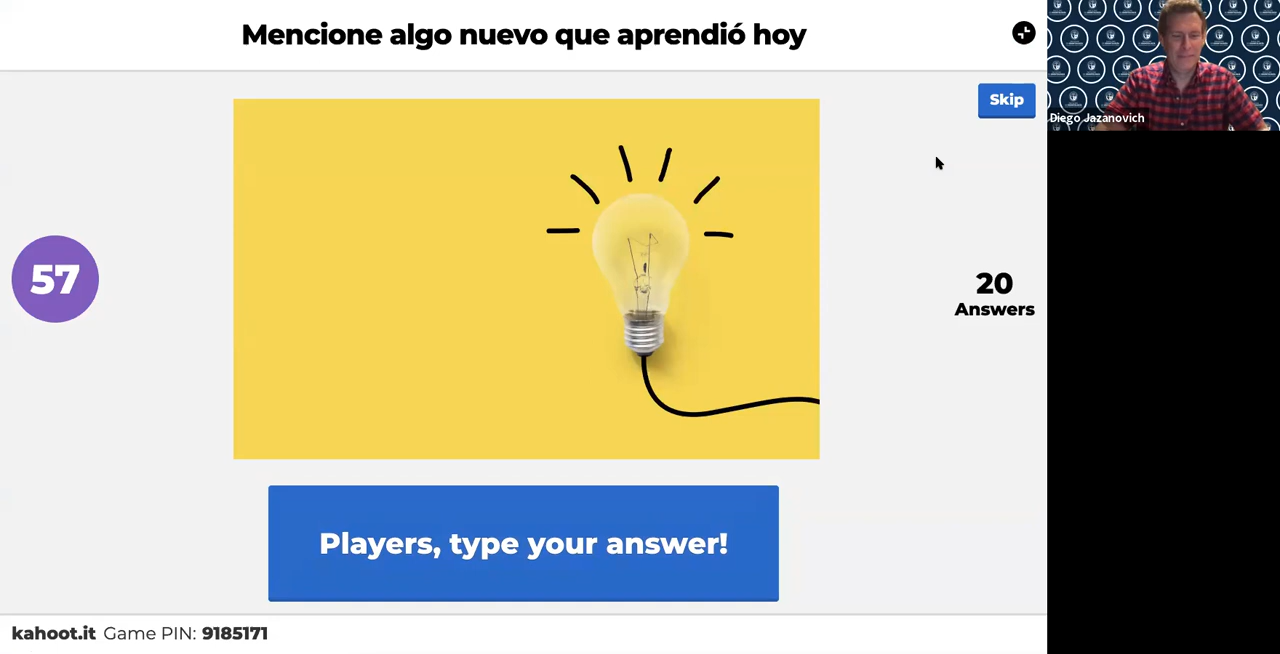 Mencione algo nuevo que aprendió hoy
Skip
Diego Jazanovich
57
20
Answers
Players, type your answer!
kahoot.it Game PIN: 9185171